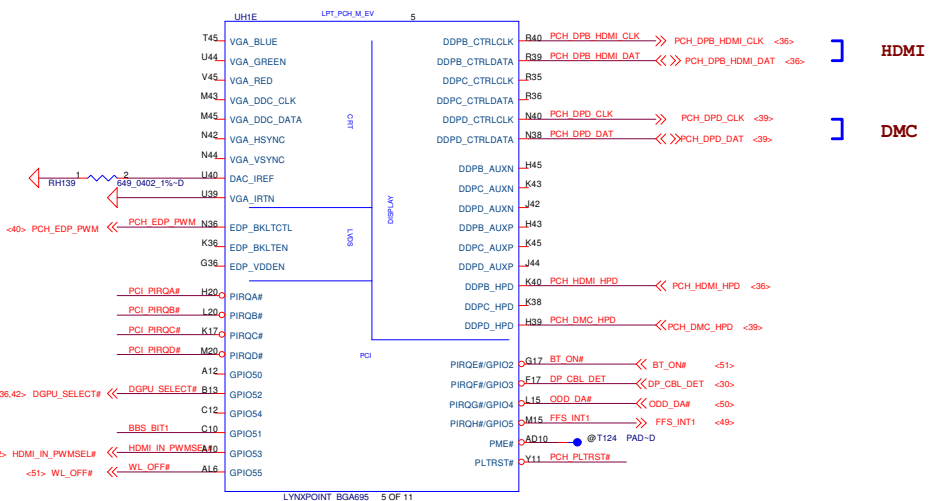 UH1E LPT_PCH_M_EV 5
T45 VGA_BLUE DDPB_CTRLCLK R40 PCH_DPB_HDMI_CLK PCH_DPB_HDMI_CLK <36>
HDMI
U44 VGA_GREEN DDPB_CTRLDATA R39 PCH_DPB_HDMI_DAT PCH_DPB_HDMI_DAT <36>
V45 VGA_RED DDPC_CTRLCLK R35
M43 VGA_DDC_CLK DDPC_CTRLDATA R36
M45 VGA_DDC_DATA CRT DDPD_CTRLCLK N40 PCH_DPD_CLK PCH_DPD_CLK <39>
DMC
N42 VGA_HSYNC DDPD_CTRLDATA N38 PCH_DPD_DAT PCH_DPD_DAT <39>
N44 VGA_VSYNC
DDPB_AUXN H45
1 2 U40 DAC_IREF DDPC_AUXN K43
RH139 649_0402_1%~D
U39 VGA_IRTN DISPLAY DDPD_AUXN J42
<40> PCH_EDP_PWM PCH_EDP_PWM N36 EDP_BKLTCTL LVDS DDPB_AUXP H43
K36 EDP_BKLTEN DDPC_AUXP K45
G36 EDP_VDDEN DDPD_AUXP J44
DDPB_HPD K40 PCH_HDMI_HPD PCH_HDMI_HPD <36>
PCI_PIRQA# H20 PIRQA#
DDPC_HPD K38
PCI_PIRQB# L20 PIRQB#
DDPD_HPD H39 PCH_DMC_HPD PCH_DMC_HPD <39>
PCI_PIRQC# K17 PIRQC#
PCI_PIRQD# M20 PIRQD# PCI
PIRQE#/GPIO2 G17 BT_ON# BT_ON# <51>
A12 GPIO50
PIRQF#/GPIO3 F17 DP_CBL_DET DP_CBL_DET <30>
36,42> DGPU_SELECT# DGPU_SELECT# B13 GPIO52
PIRQG#/GPIO4 L15 ODD_DA# ODD_DA# <50>
C12 GPIO54
PIRQH#/GPIO5 M15 FFS_INT1 FFS_INT1 <49>
BBS_BIT1 C10 GPIO51
PME# AD10 @T124 PAD~D
> HDMI_IN_PWMSEL# HDMI_IN_PWMSEL# A10 GPIO53
PLTRST# Y11 PCH_PLTRST#
<51> WL_OFF# WL_OFF# AL6 GPIO55
LYNXPOINT_BGA695 5 OF 11